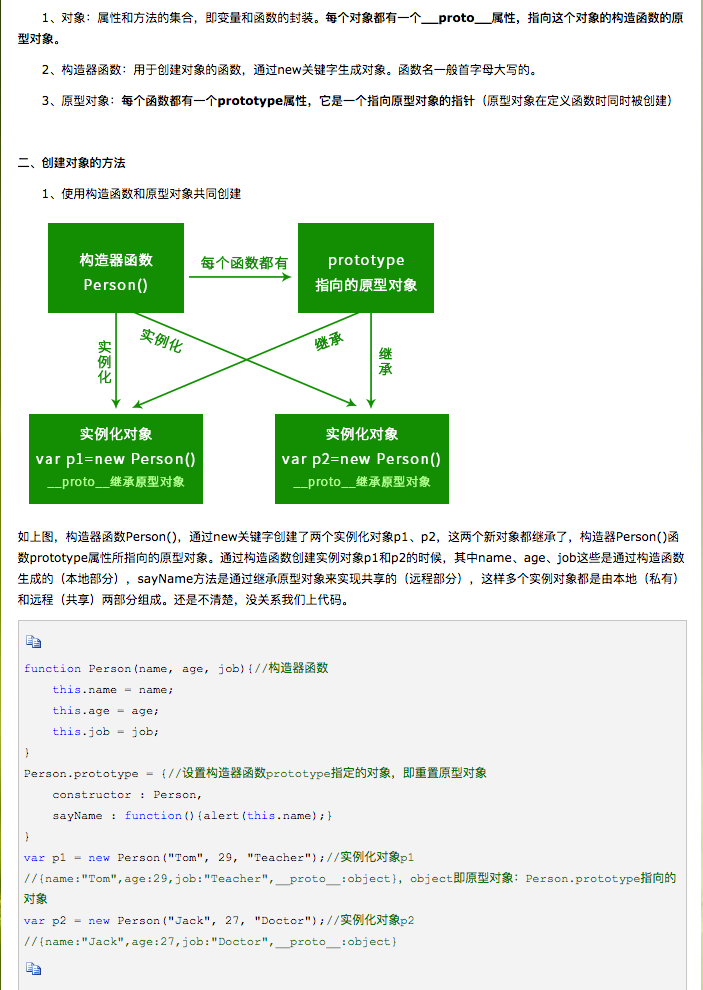 1、对象：属性和方法的集合，即变量和函数的封装。每个对象都有一个__proto__属性，指向这个对象的构造函数的原
型对象。
2、构造器函数：用于创建对象的函数，通过new关键字生成对象。函数名一般首字母大写的。
3、原型对象：每个函数都有一个prototype属性，它是一个指向原型对象的指针（原型对象在定义函数时同时被创建）
二、创建对象的方法
1、使用构造函数和原型对象共同创建
构造器函数
Person()
每个函数都有
prototype
指向的原型对象
实例化
实例化
继承
继承
实例化对象
var p1=new Person()
__proto__继承原型对象
实例化对象
var p2=new Person()
__proto__继承原型对象
如上图，构造器函数Person()，通过new关键字创建了两个实例化对象p1、p2，这两个新对象都继承了，构造器Person()函
数prototype属性所指向的原型对象。通过构造函数创建实例对象p1和p2的时候，其中name、age、job这些是通过构造函数
生成的（本地部分），sayName方法是通过继承原型对象来实现共享的（远程部分），这样多个实例对象都是由本地（私有）
和远程（共享）两部分组成。还是不清楚，没关系我们上代码。
function Person(name, age, job){//构造器函数
    this.name = name;
    this.age = age;
    this.job = job;
}
Person.prototype = {//设置构造器函数prototype指定的对象，即重置原型对象
    constructor : Person,
    sayName : function(){alert(this.name);}
}
var p1 = new Person("Tom", 29, "Teacher");//实例化对象p1
//{name:"Tom",age:29,job:"Teacher",__proto__:object}，object即原型对象：Person.prototype指向的
对象
var p2 = new Person("Jack", 27, "Doctor");//实例化对象p2
//{name:"Jack",age:27,job:"Doctor",__proto__:object}